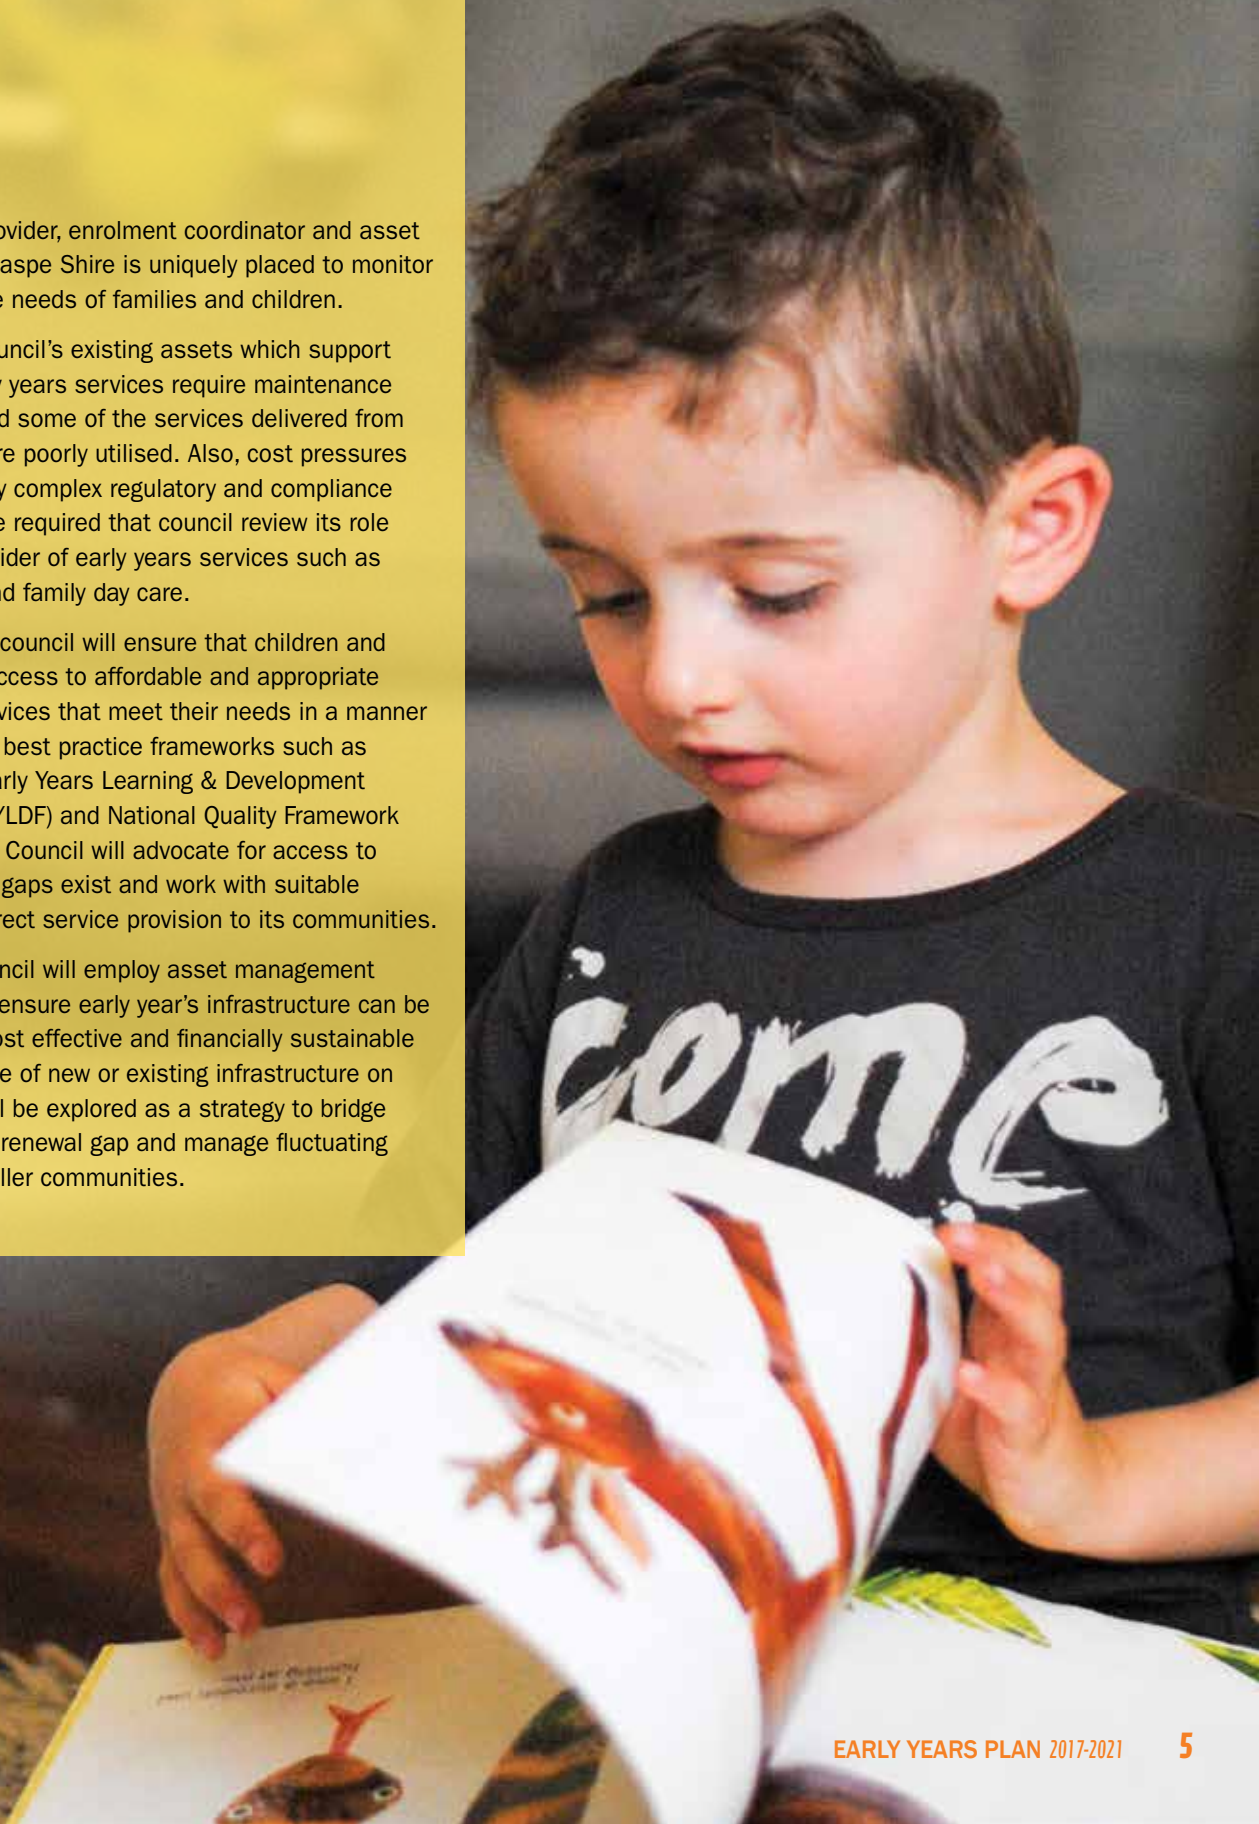 ovider, enrolment coordinator and asset
aspe Shire is uniquely placed to monitor
e needs of families and children.
uncil’s existing assets which support
y years services require maintenance
d some of the services delivered from
re poorly utilised. Also, cost pressures
y complex regulatory and compliance
e required that council review its role
ider of early years services such as
nd family day care.
council will ensure that children and
ccess to affordable and appropriate
vices that meet their needs in a manner
best practice frameworks such as
arly Years Learning & Development
YLDF) and National Quality Framework
Council will advocate for access to
gaps exist and work with suitable
rect service provision to its communities.
ncil will employ asset management
ensure early year’s infrastructure can be
ost effective and financially sustainable
e of new or existing infrastructure on
l be explored as a strategy to bridge
renewal gap and manage fluctuating
ller communities.
come
EARLY YEARS PLAN 2017-2021 5